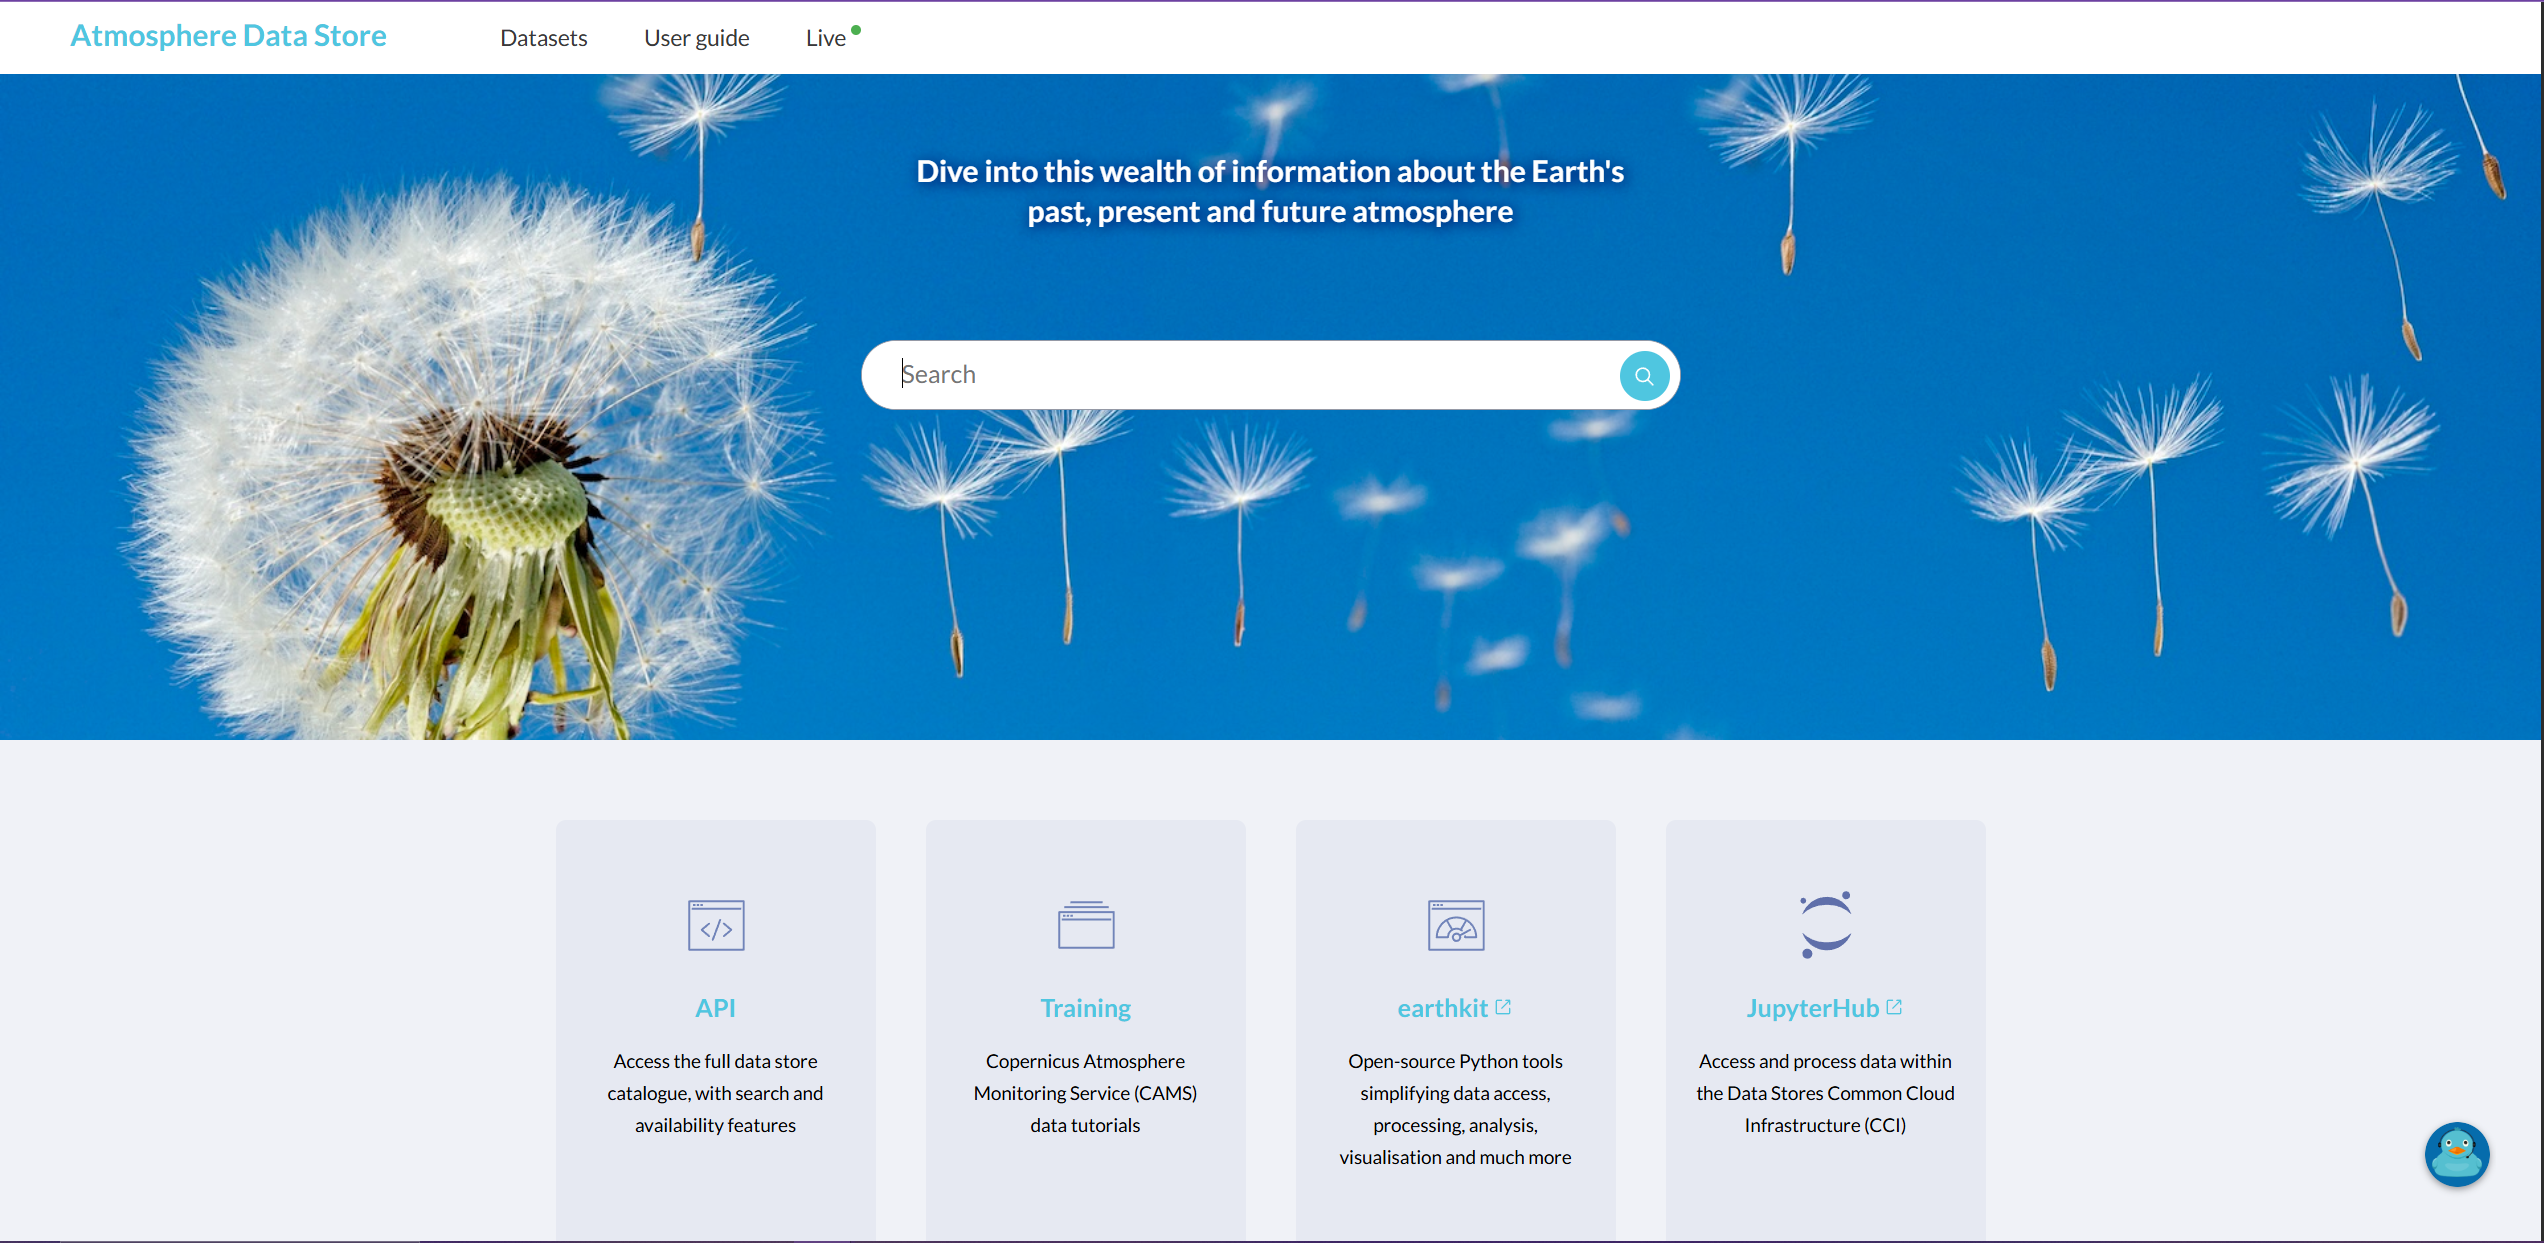 Atmosphere Data Store
Datasets
User guide
Live
Dive into this wealth of information about the Earth's
past, present and future atmosphere
Search
API
Access the full data store
catalogue, with search and
availability features
Training
Copernicus Atmosphere
Monitoring Service (CAMS)
data tutorials
earthkit
Open-source Python tools
simplifying data access,
processing, analysis,
visualisation and much more
JupyterHub
Access and process data within
the Data Stores Common Cloud
Infrastructure (CCI)